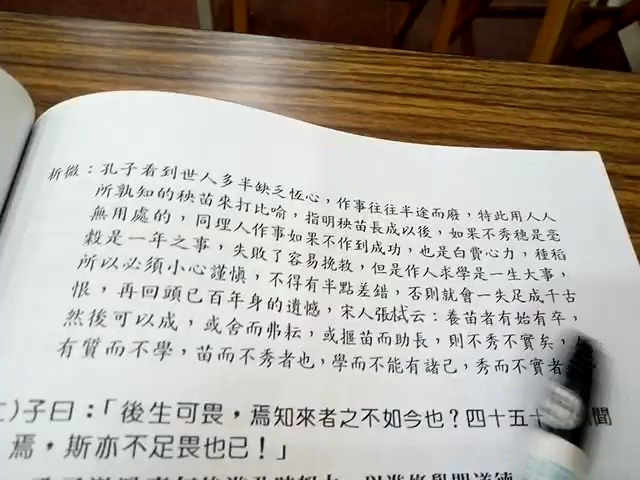 析微：孔子看到世人多半缺乏恆心，作事往往半途而廢，特此用人人
所孰知的秧苗來打比喻，指明秧苗長成以後，如果不秀穗是毫
無用處的，同理人作事如果不作到成功，也是白費心力，種稻
穀是一年之事，失敗了容易挽救，但是作人求學是一生大事，
所以必須小心謹慎，不得有半點差錯，否則就會一失足成千古
恨，再回頭已百年身的遺憾，宋人張栻云：養苗者有始有卒，
然後可以成，或舍而弗耘，或揠苗而助長，則不秀不實矣，
有質而不學，苗而不秀者也，學而不能有諸己，秀而不實者
)子曰：「後生可畏，焉知來者之不如今也？四十五十 聞
焉，斯亦不足畏也已！」